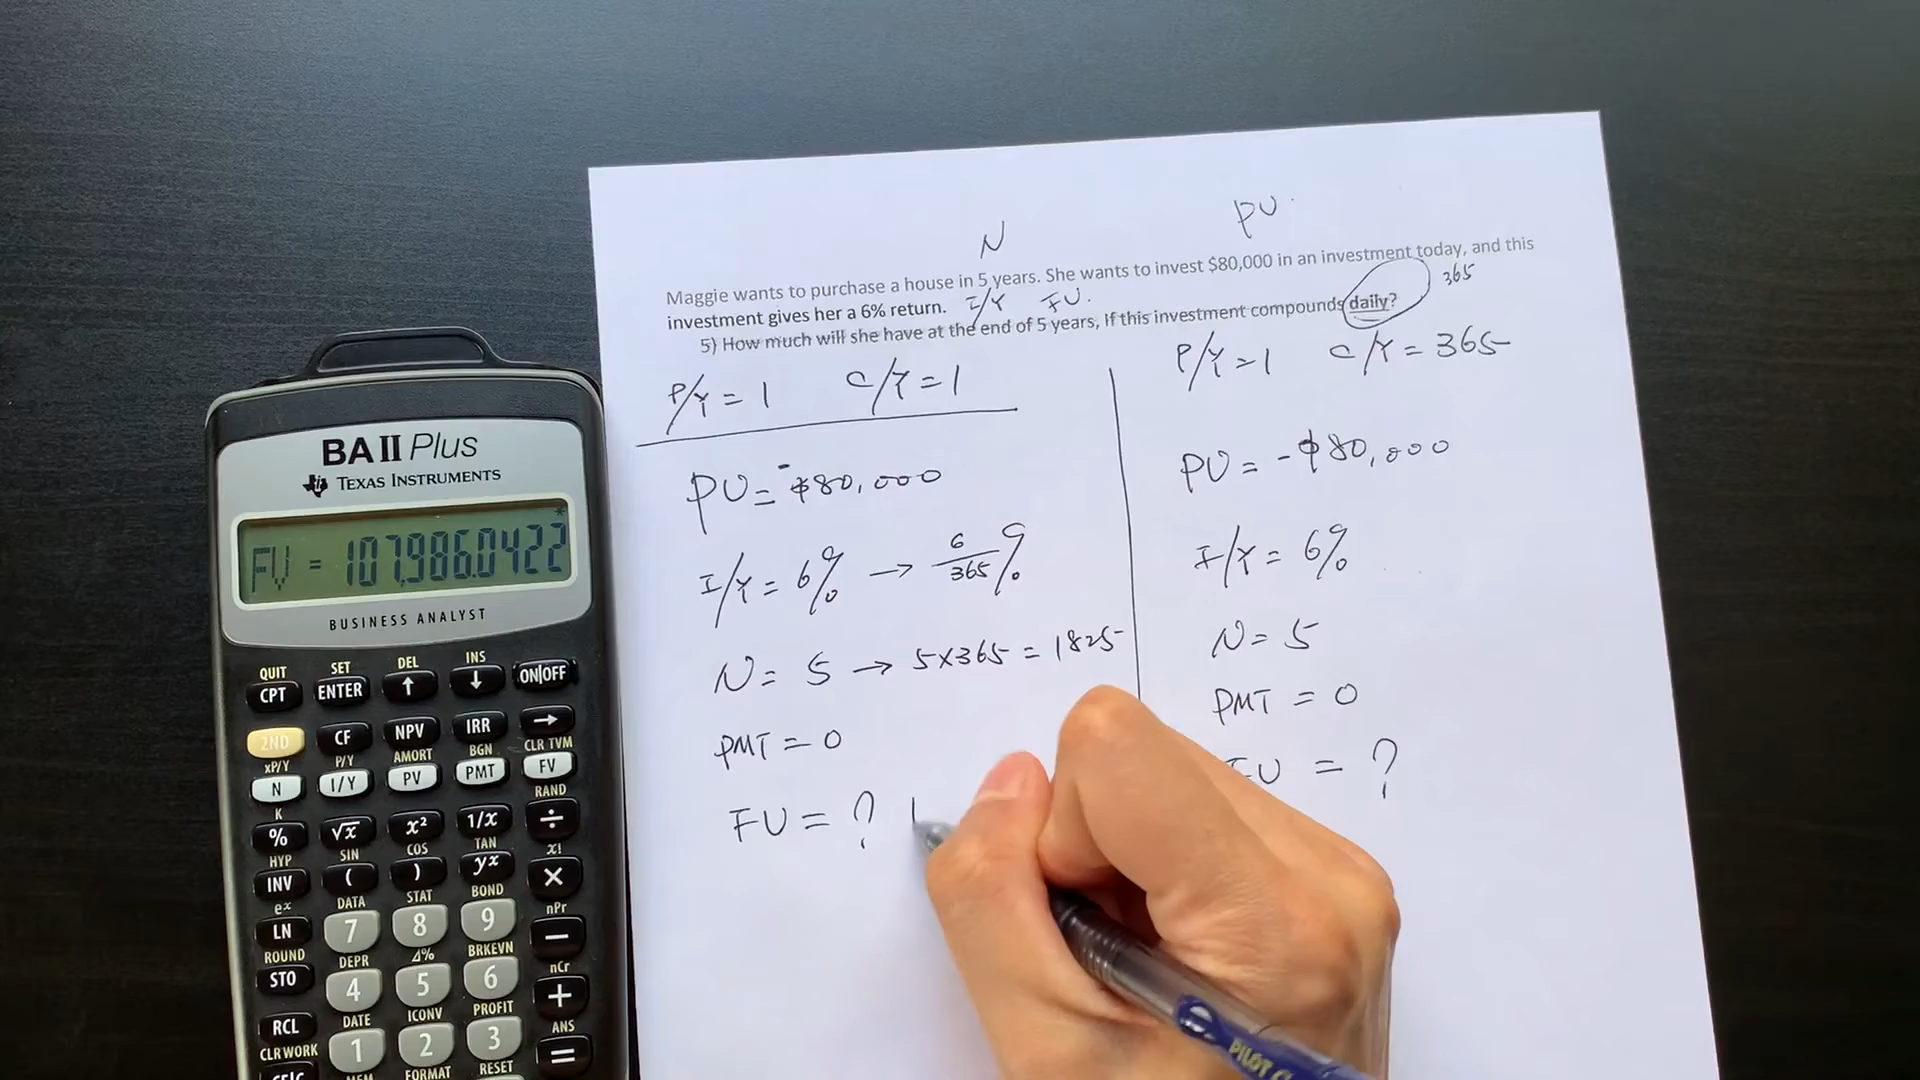 N
PV
Maggie wants to purchase a house in 5 years. She wants to invest $80,000 in an investment today, and this
investment gives her a 6% return. I/Y FV.
365
5) How much will she have at the end of 5 years, If this investment compounds daily?
P/Y = 1 C/Y = 1
PV = -$80,000
I/Y = 6% → 6/365 %
N = 5 → 5×365 = 1825
PMT = 0
FV = ?
P/Y = 1 C/Y = 365
PV = -$80,000
I/Y = 6%
N = 5
PMT = 0
FV = ?
BA II Plus
TEXAS INSTRUMENTS
FV = 107,986.0422
BUSINESS ANALYST
QUIT SET DEL INS
CPT ENTER ↑ ↓ ON|OFF
2ND CF NPV IRR →
xP/Y P/Y AMORT BGN CLR TVM
N I/Y PV PMT FV
K RAND
% √x x² 1/x ÷
HYP SIN COS TAN x!
INV ( ) yx ×
ex DATA STAT BOND nPr
LN 7 8 9 −
ROUND DEPR Δ% BRKEVN nCr
STO 4 5 6 +
DATE ICONV PROFIT ANS
RCL 1 2 3 =
CLR WORK MEM FORMAT RESET
CE|C
PILOT